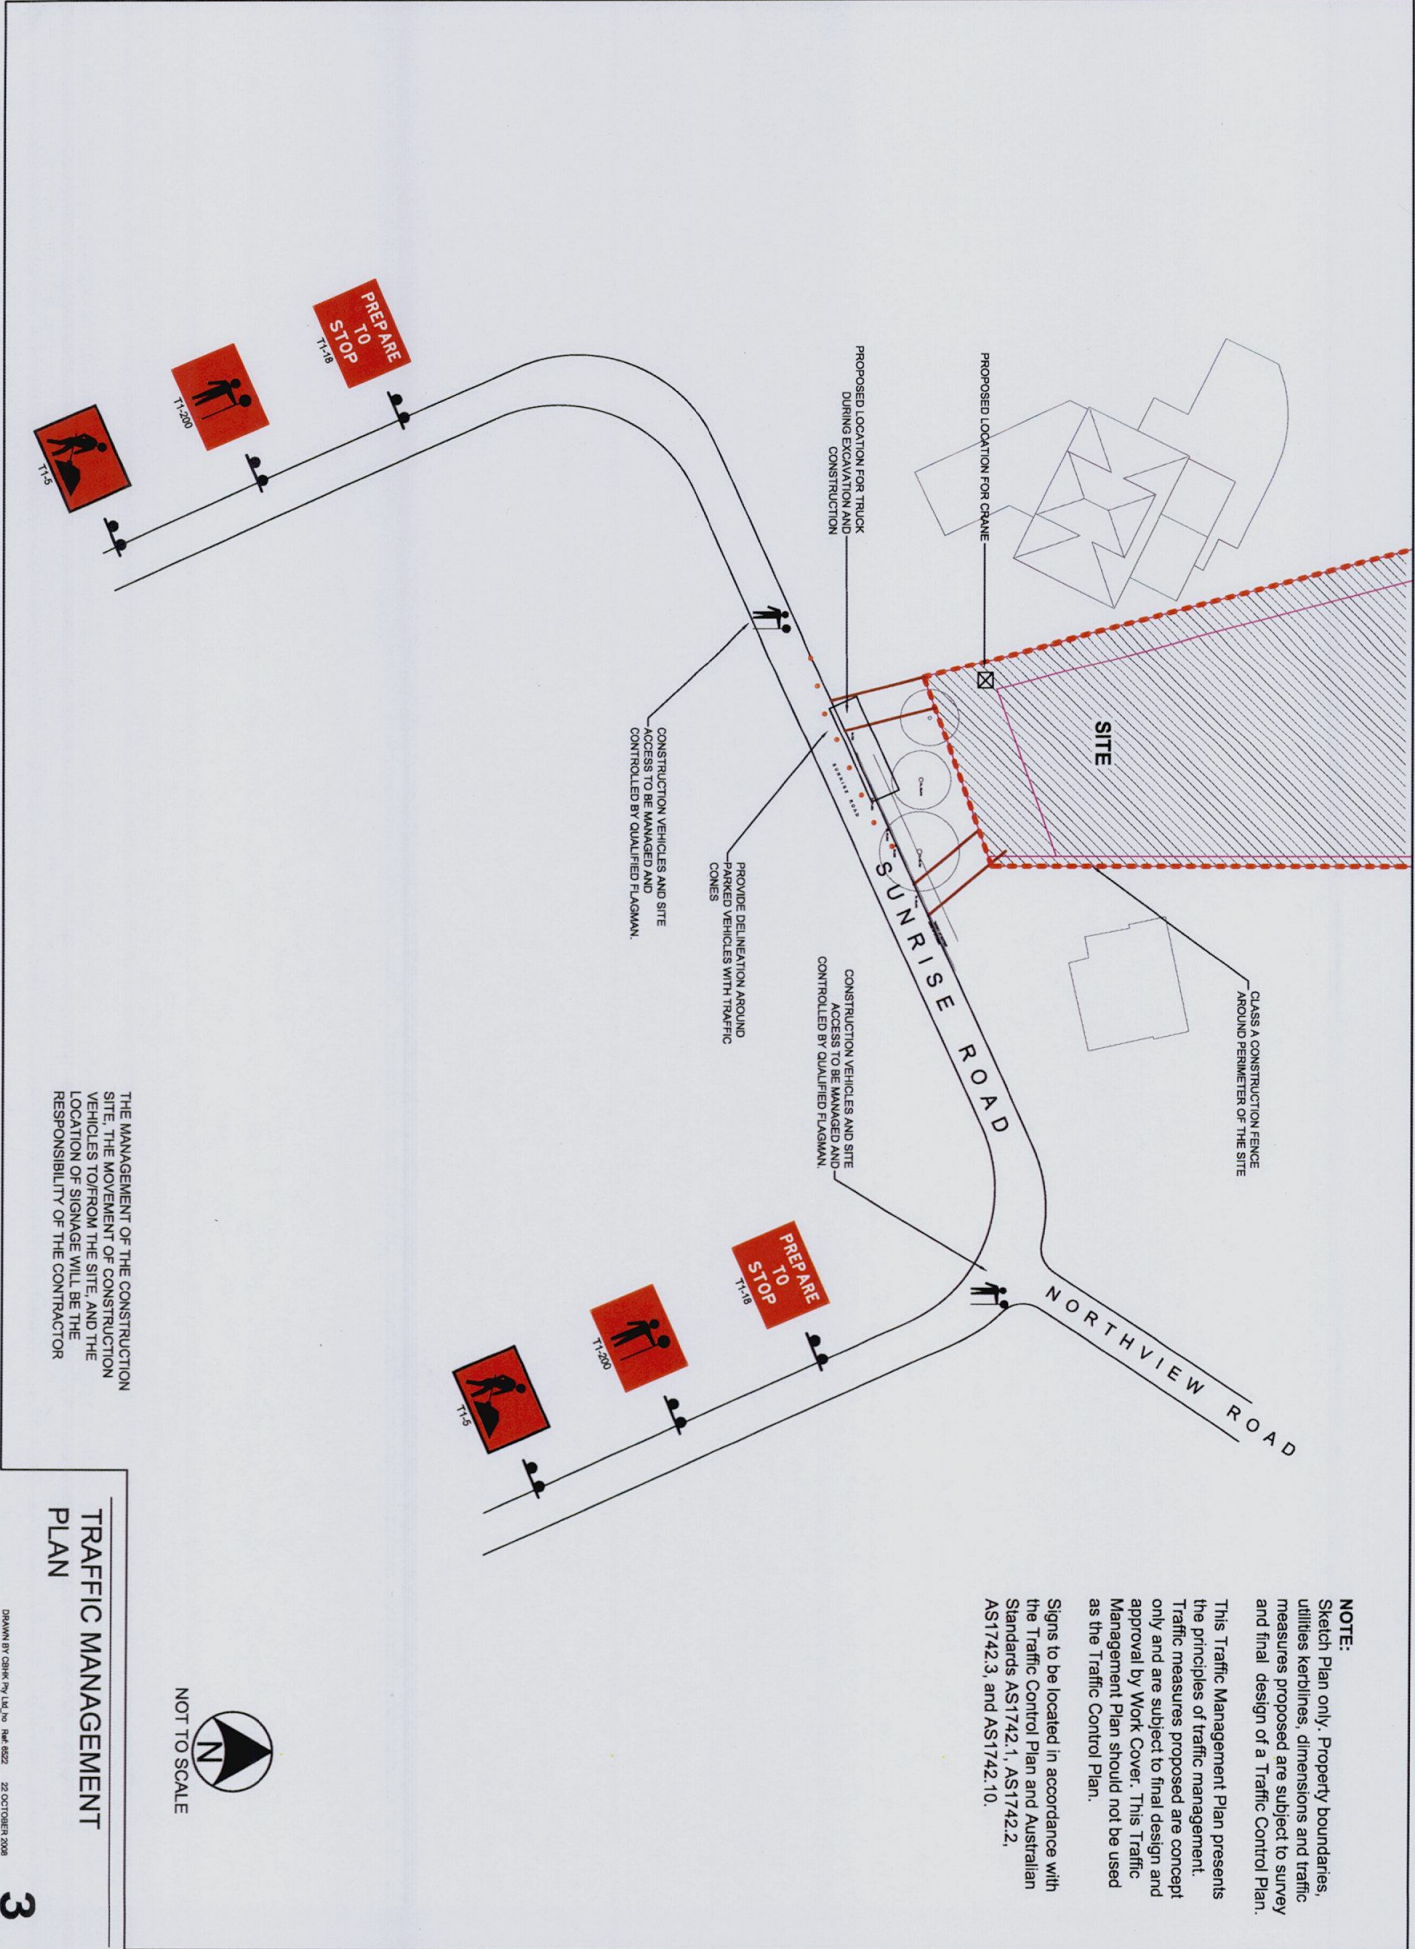 NOTE:
Sketch Plan only. Property boundaries,
utilities kerblines, dimensions and traffic
measures proposed are subject to survey
and final design of a Traffic Control Plan.
This Traffic Management Plan presents
the principles of traffic management.
Traffic measures proposed are concept
only and are subject to final design and
approval by Work Cover. This Traffic
Management Plan should not be used
as the Traffic Control Plan.
Signs to be located in accordance with
the Traffic Control Plan and Australian
Standards AS1742.1, AS1742.2,
AS1742.3, and AS1742.10.
CLASS A CONSTRUCTION FENCE
AROUND PERIMETER OF THE SITE
SITE
PROPOSED LOCATION FOR CRANE
PROPOSED LOCATION FOR TRUCK
DURING EXCAVATION AND
CONSTRUCTION
SUNRISE ROAD
SUNRISE ROAD
NORTHVIEW ROAD
CONSTRUCTION VEHICLES AND SITE
ACCESS TO BE MANAGED AND
CONTROLLED BY QUALIFIED FLAGMAN.
PROVIDE DELINEATION AROUND
PARKED VEHICLES WITH TRAFFIC
CONES
CONSTRUCTION VEHICLES AND SITE
ACCESS TO BE MANAGED AND
CONTROLLED BY QUALIFIED FLAGMAN.
PREPARE
TO
STOP
T1-18
T1-200
T1-5
PREPARE
TO
STOP
T1-18
T1-200
T1-5
THE MANAGEMENT OF THE CONSTRUCTION
SITE, THE MOVEMENT OF CONSTRUCTION
VEHICLES TO/FROM THE SITE, AND THE
LOCATION OF SIGNAGE WILL BE THE
RESPONSIBILITY OF THE CONTRACTOR
N
NOT TO SCALE
TRAFFIC MANAGEMENT
PLAN
DRAWN BY CBHK Pty Ltd_ho Ref: 6522 22 OCTOBER 2008
3